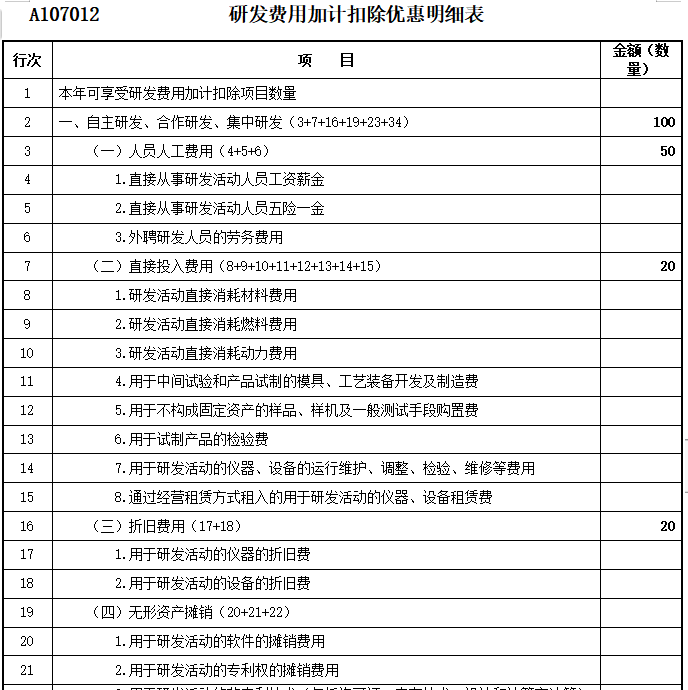 A107012 研发费用加计扣除优惠明细表
行次 项 目 金额（数量）
1 本年可享受研发费用加计扣除项目数量
2 一、自主研发、合作研发、集中研发（3+7+16+19+23+34） 100
3 （一）人员人工费用（4+5+6） 50
4 1.直接从事研发活动人员工资薪金
5 2.直接从事研发活动人员五险一金
6 3.外聘研发人员的劳务费用
7 （二）直接投入费用（8+9+10+11+12+13+14+15） 20
8 1.研发活动直接消耗材料费用
9 2.研发活动直接消耗燃料费用
10 3.研发活动直接消耗动力费用
11 4.用于中间试验和产品试制的模具、工艺装备开发及制造费
12 5.用于不构成固定资产的样品、样机及一般测试手段购置费
13 6.用于试制产品的检验费
14 7.用于研发活动的仪器、设备的运行维护、调整、检验、维修等费用
15 8.通过经营租赁方式租入的用于研发活动的仪器、设备租赁费
16 （三）折旧费用（17+18） 20
17 1.用于研发活动的仪器的折旧费
18 2.用于研发活动的设备的折旧费
19 （四）无形资产摊销（20+21+22）
20 1.用于研发活动的软件的摊销费用
21 2.用于研发活动的专利权的摊销费用